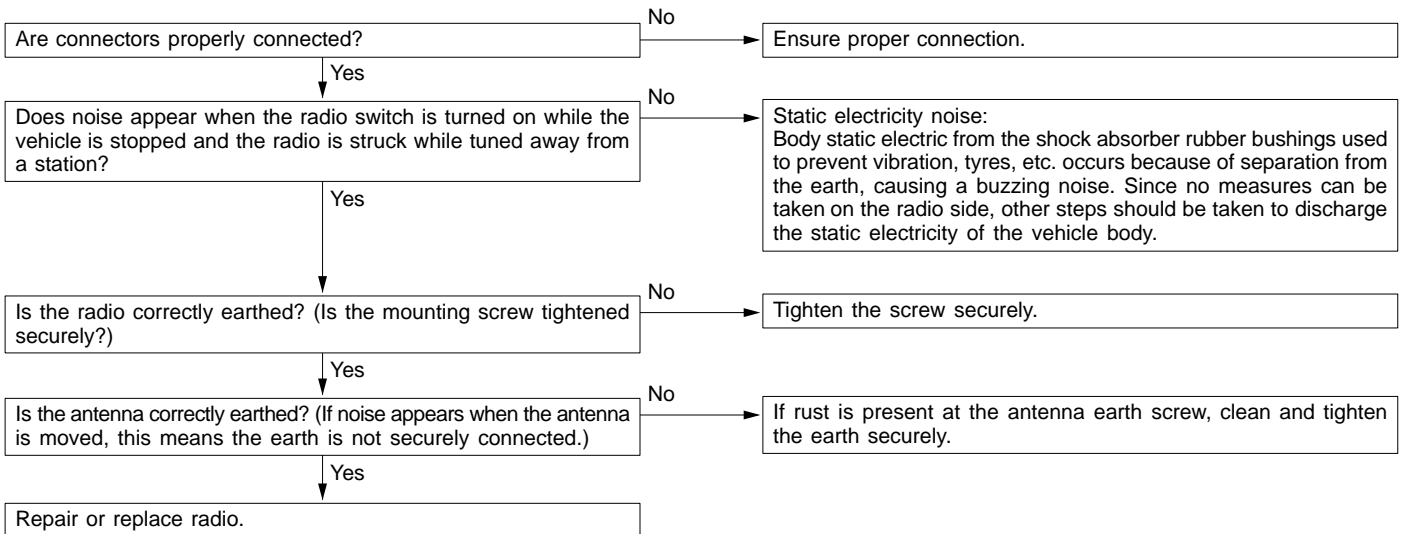 No
Are connectors properly connected?
Ensure proper connection.
Yes
No
Does noise appear when the radio switch is turned on while the
vehicle is stopped and the radio is struck while tuned away from
a station?
Static electricity noise:
Body static electric from the shock absorber rubber bushings used
to prevent vibration, tyres, etc. occurs because of separation from
the earth, causing a buzzing noise. Since no measures can be
taken on the radio side, other steps should be taken to discharge
the static electricity of the vehicle body.
Yes
No
Is the radio correctly earthed? (Is the mounting screw tightened
securely?)
Tighten the screw securely.
Yes
No
Is the antenna correctly earthed? (If noise appears when the antenna
is moved, this means the earth is not securely connected.)
If rust is present at the antenna earth screw, clean and tighten
the earth securely.
Yes
Repair or replace radio.